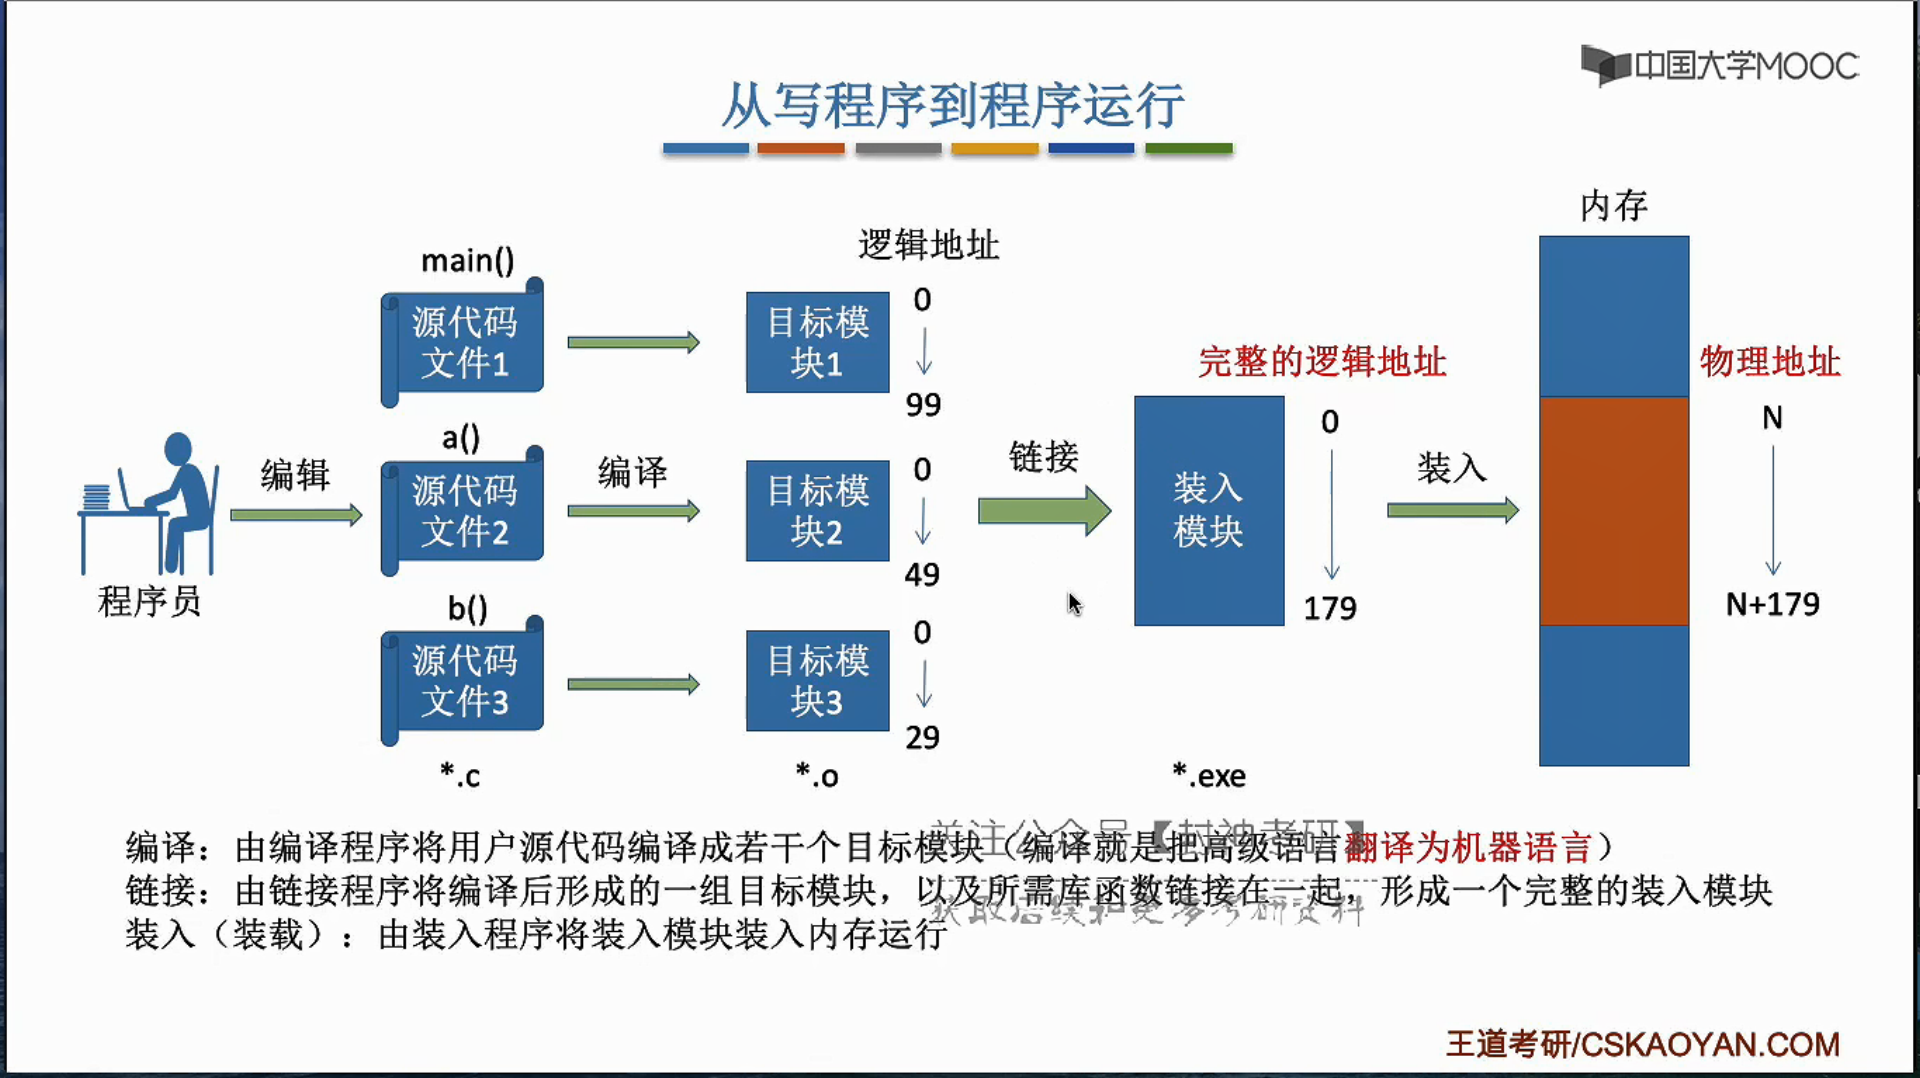 中国大学MOOC
从写程序到程序运行
内存
逻辑地址
main()
源代码
文件1
目标模
块1
0
99
完整的逻辑地址
物理地址
a()
源代码
文件2
编辑
编译
目标模
块2
0
49
链接
装入
模块
0
179
装入
N
N+179
程序员
b()
源代码
文件3
目标模
块3
0
29
*.c
*.o
*.exe
编译：由编译程序将用户源代码编译成若干个目标模块（编译就是把高级语言翻译为机器语言）
关注公众号【封神考研】
链接：由链接程序将编译后形成的一组目标模块，以及所需库函数链接在一起，形成一个完整的装入模块
获取后续和更多考研资料
装入（装载）：由装入程序将装入模块装入内存运行
王道考研/CSKAOYAN.COM